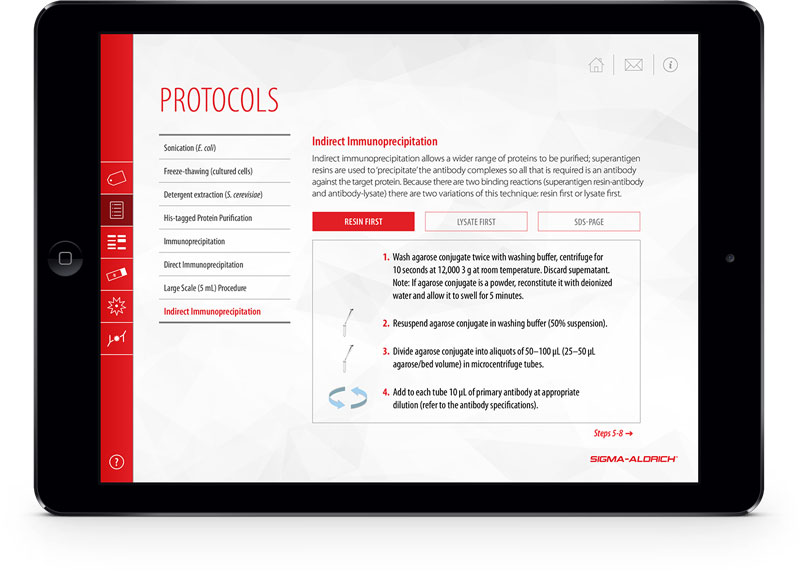 PROTOCOLS
Sonication (E. coli)
Freeze-thawing (cultured cells)
Detergent extraction (S. cerevisiae)
His-tagged Protein Purification
Immunoprecipitation
Direct Immunoprecipitation
Large Scale (5 mL) Procedure
Indirect Immunoprecipitation
Indirect Immunoprecipitation
Indirect immunoprecipitation allows a wider range of proteins to be purified; superantigen
resins are used to ‘precipitate’ the antibody complexes so all that is required is an antibody
against the target protein. Because there are two binding reactions (superantigen resin-antibody
and antibody-lysate) there are two variations of this technique: resin first or lysate first.
RESIN FIRST
LYSATE FIRST
SDS-PAGE
1. Wash agarose conjugate twice with washing buffer, centrifuge for
10 seconds at 12,000 3 g at room temperature. Discard supernatant.
Note: If agarose conjugate is a powder, reconstitute it with deionized
water and allow it to swell for 5 minutes.
2. Resuspend agarose conjugate in washing buffer (50% suspension).
3. Divide agarose conjugate into aliquots of 50–100 µL (25–50 µL
agarose/bed volume) in microcentrifuge tubes.
4. Add to each tube 10 µL of primary antibody at appropriate
dilution (refer to the antibody specifications).
Steps 5-8 →
?
SIGMA-ALDRICH™